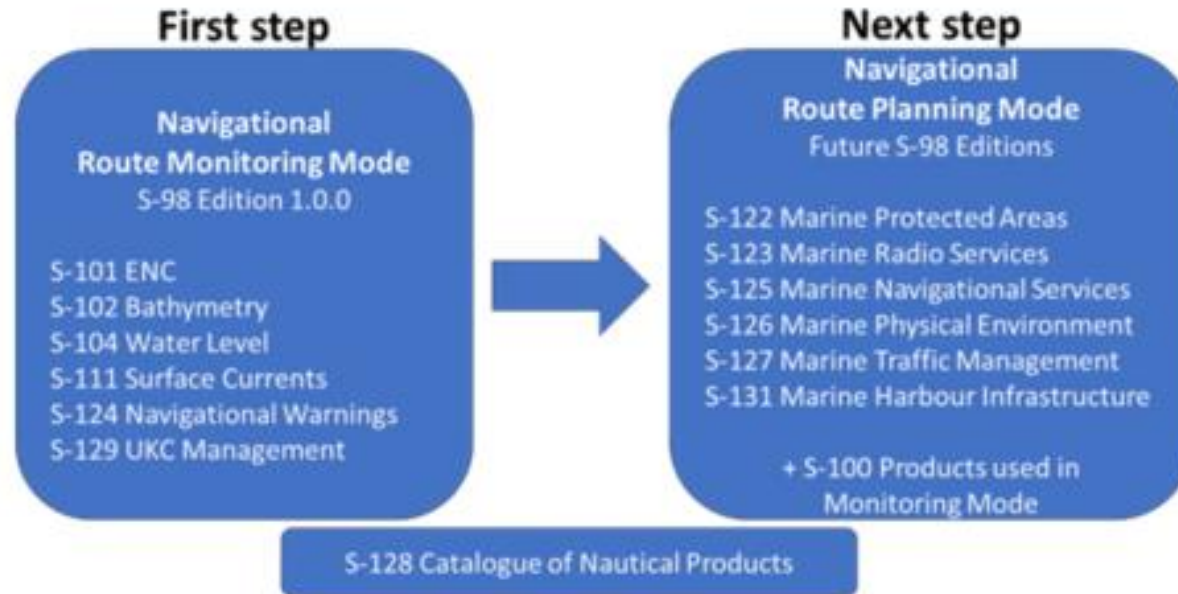 First step
Navigational
Route Monitoring Mode
S-98 Edition 1.0.0
S-101 ENC
S-102 Bathymetry
S-104 Water Level
S-111 Surface Currents
S-124 Navigational Warnings
S-129 UKC Management
Next step
Navigational
Route Planning Mode
Future S-98 Editions
S-122 Marine Protected Areas
S-123 Marine Radio Services
S-125 Marine Navigational Services
S-126 Marine Physical Environment
S-127 Marine Traffic Management
S-131 Marine Harbour Infrastructure
+ S-100 Products used in
Monitoring Mode
S-128 Catalogue of Nautical Products